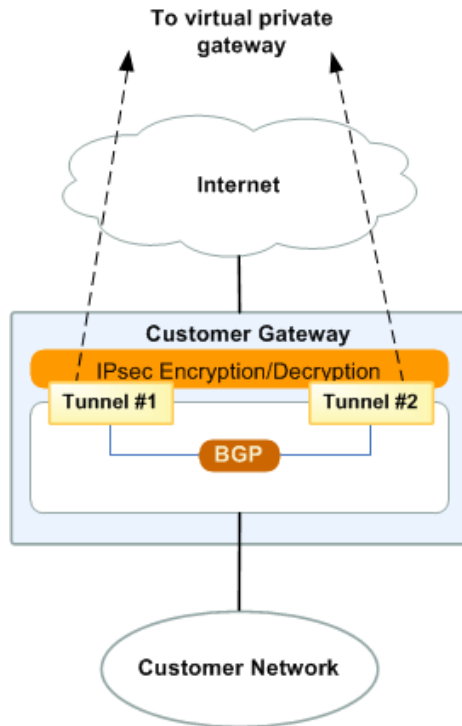 To virtual private
gateway
Internet
Customer Gateway
IPsec Encryption/Decryption
Tunnel #1
Tunnel #2
BGP
Customer Network